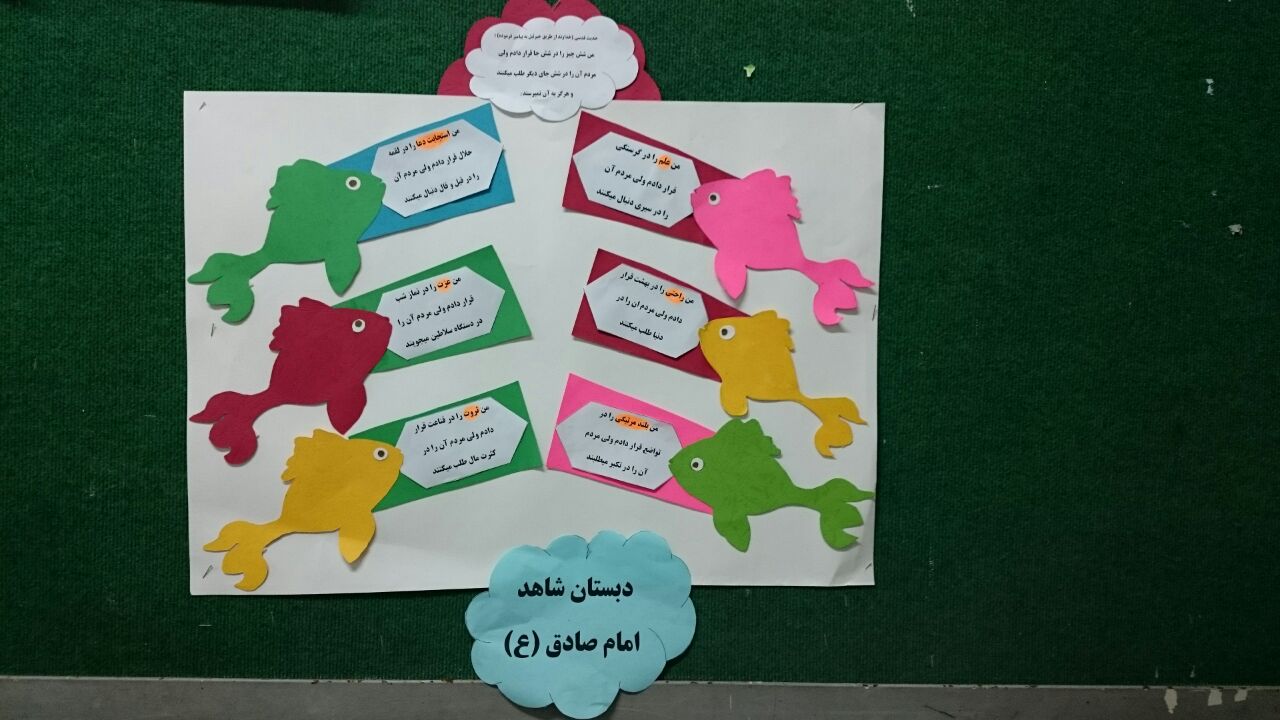 حدیث قدسی (خداوند از طریق جبرئیل به پیامبر فرمودند) :
من شش چیز را در شش جا قرار دادم ولی
مردم آن را در شش جای دیگر طلب میکنند
و هرگز به آن نمیرسند:
من علم را در گرسنگی
قرار دادم ولی مردم آن
را در سیری دنبال میکنند
من راحتی را در بهشت قرار
دادم ولی مردم ان را در
دنیا طلب میکنند
من بلند مرتبگی را در
تواضع قرار دادم ولی مردم
آن را در تکبر میطلبند
من استجابت دعا را در لقمه
حلال قرار دادم ولی مردم آن
را در قیل و قال دنبال میکنند
من عزت را در نماز شب
قرار دادم ولی مردم آن را
در دستگاه سلاطین میجویند
من ثروت را در قناعت قرار
دادم ولی مردم آن را در
کثرت مال طلب میکنند
دبستان شاهد
امام صادق (ع)